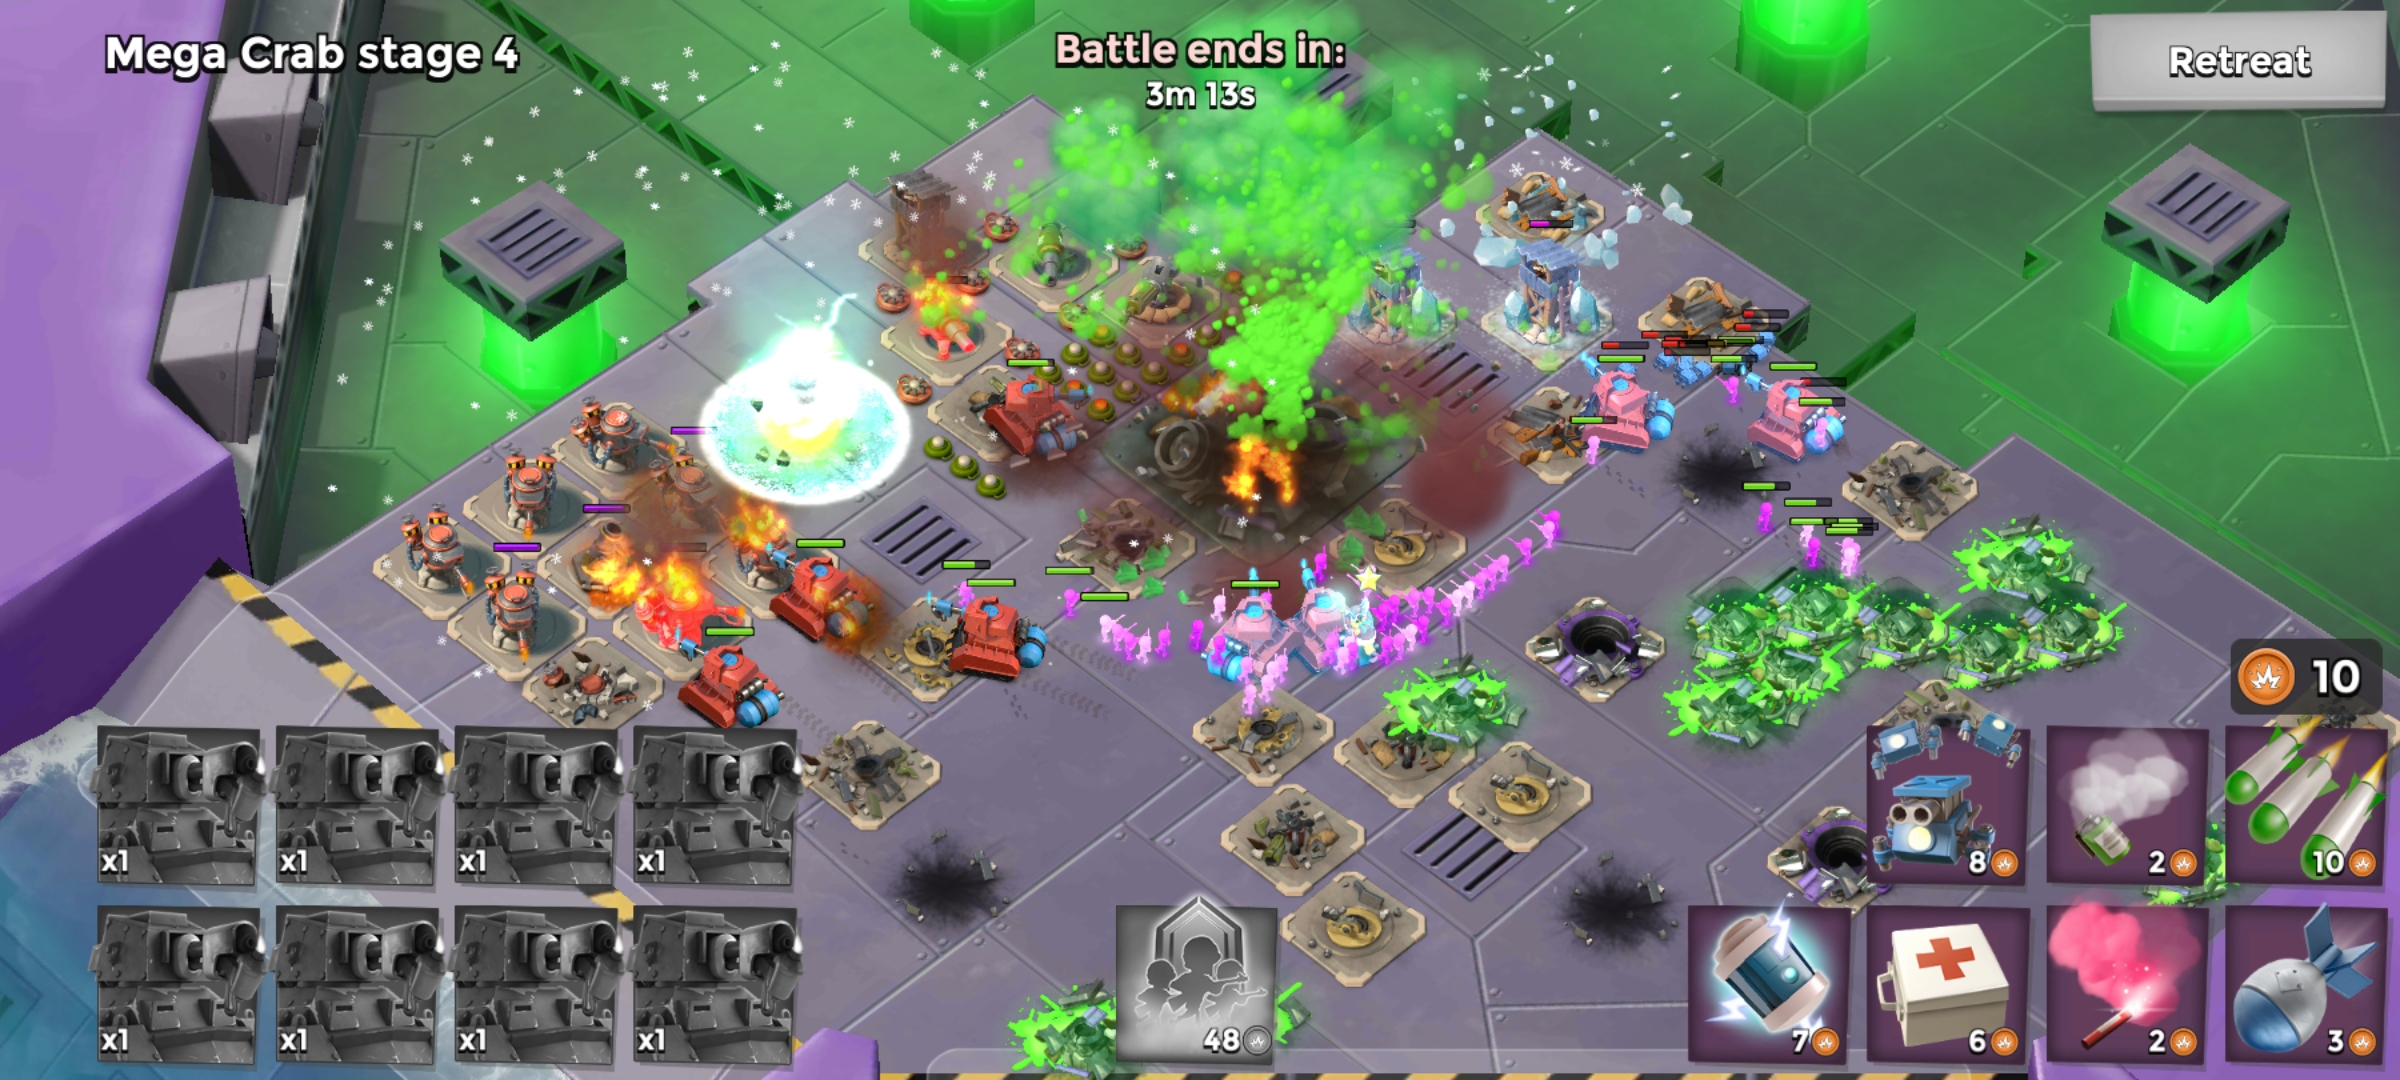 Mega Crab stage 4
Battle ends in:
3m 13s
Retreat
10
x1
x1
x1
x1
8
2
10
x1
x1
x1
x1
48
7
6
2
3